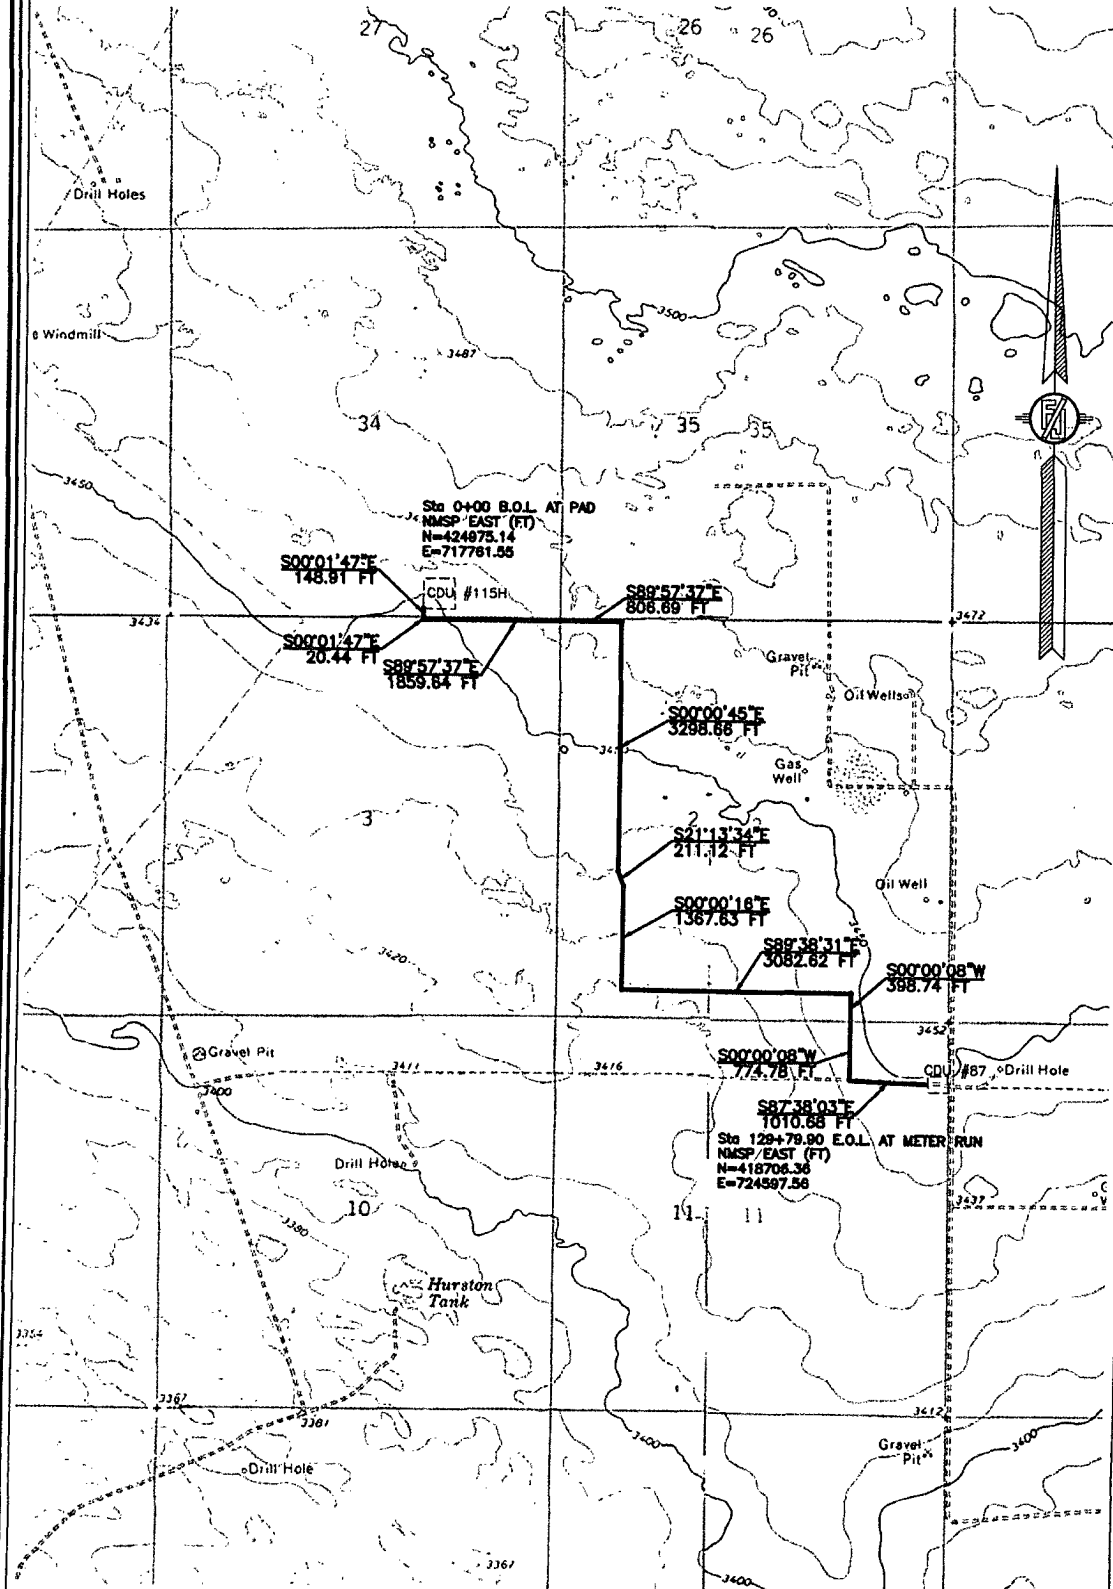 27
26
26
Drill Holes
3500
Windmill
3487
34
35
35
3450
Sta 0+00 B.O.L. AT PAD
NMSP EAST (FT)
N=424975.14
E=717761.55
S00°01'47"E
148.91 FT
CDU #115H
S89°57'37"E
806.69 FT
3434
3472
S00°01'47"E
20.44 FT
S89°57'37"E
1859.64 FT
Gravel
Pit
Oil Wells
S00°00'45"E
3298.66 FT
Gas
Well
3
2
S21°13'34"E
211.12 FT
Oil Well
S00°00'16"E
1367.63 FT
3420
S89°38'31"E
3082.62 FT
S00°00'08"W
398.74 FT
3452
Gravel Pit
3411
3416
S00°00'08"W
774.78 FT
CDU #87
Drill Hole
3400
S87°38'03"E
1010.68 FT
Sta 129+79.90 E.O.L. AT METER RUN
NMSP EAST (FT)
N=418706.36
E=724597.56
Drill Hole
3437
10
11
11
3380
Hurston
Tank
3354
3367
3381
3412
3400
Gravel
Pit
3400
Drill Hole
3367
3400